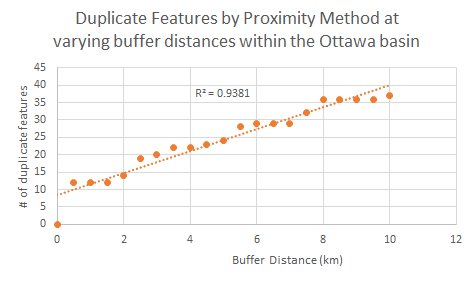 Duplicate Features by Proximity Method at
varying buffer distances within the Ottawa basin
45
40
35
30
25
20
15
10
5
0
# of duplicate features
R² = 0.9381
0 2 4 6 8 10 12
Buffer Distance (km)